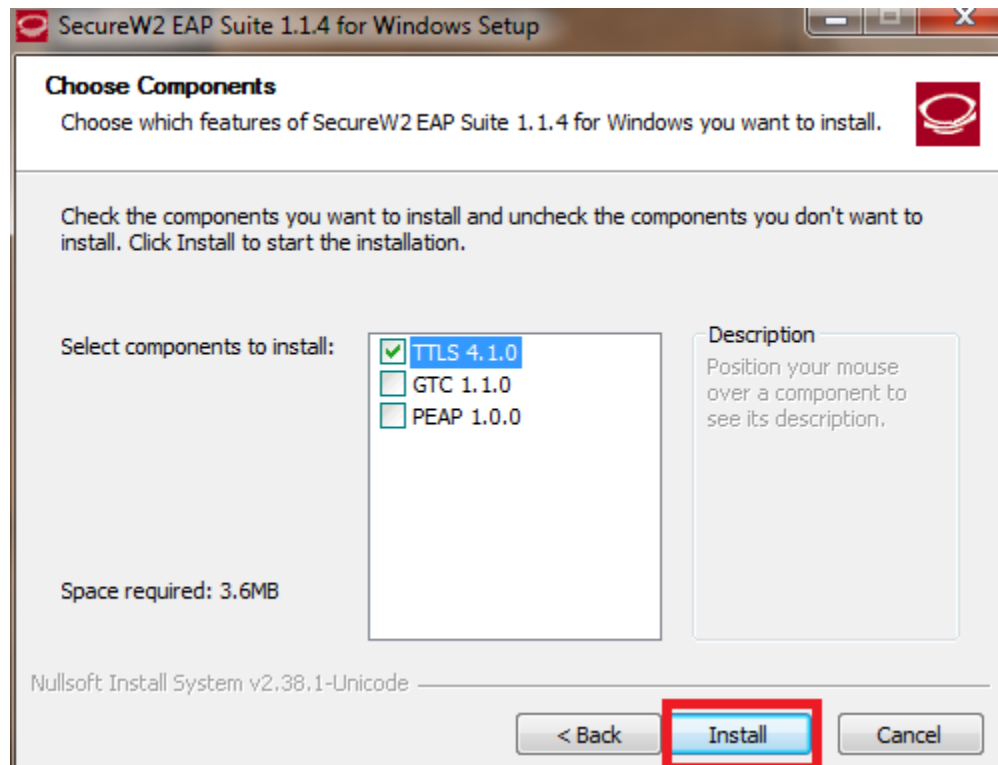 SecureW2 EAP Suite 1.1.4 for Windows Setup
Choose Components
Choose which features of SecureW2 EAP Suite 1.1.4 for Windows you want to install.
Check the components you want to install and uncheck the components you don't want to
install. Click Install to start the installation.
Select components to install:
TTLS 4.1.0
GTC 1.1.0
PEAP 1.0.0
Description
Position your mouse
over a component to
see its description.
Space required: 3.6MB
Nullsoft Install System v2.38.1-Unicode
< Back
Install
Cancel